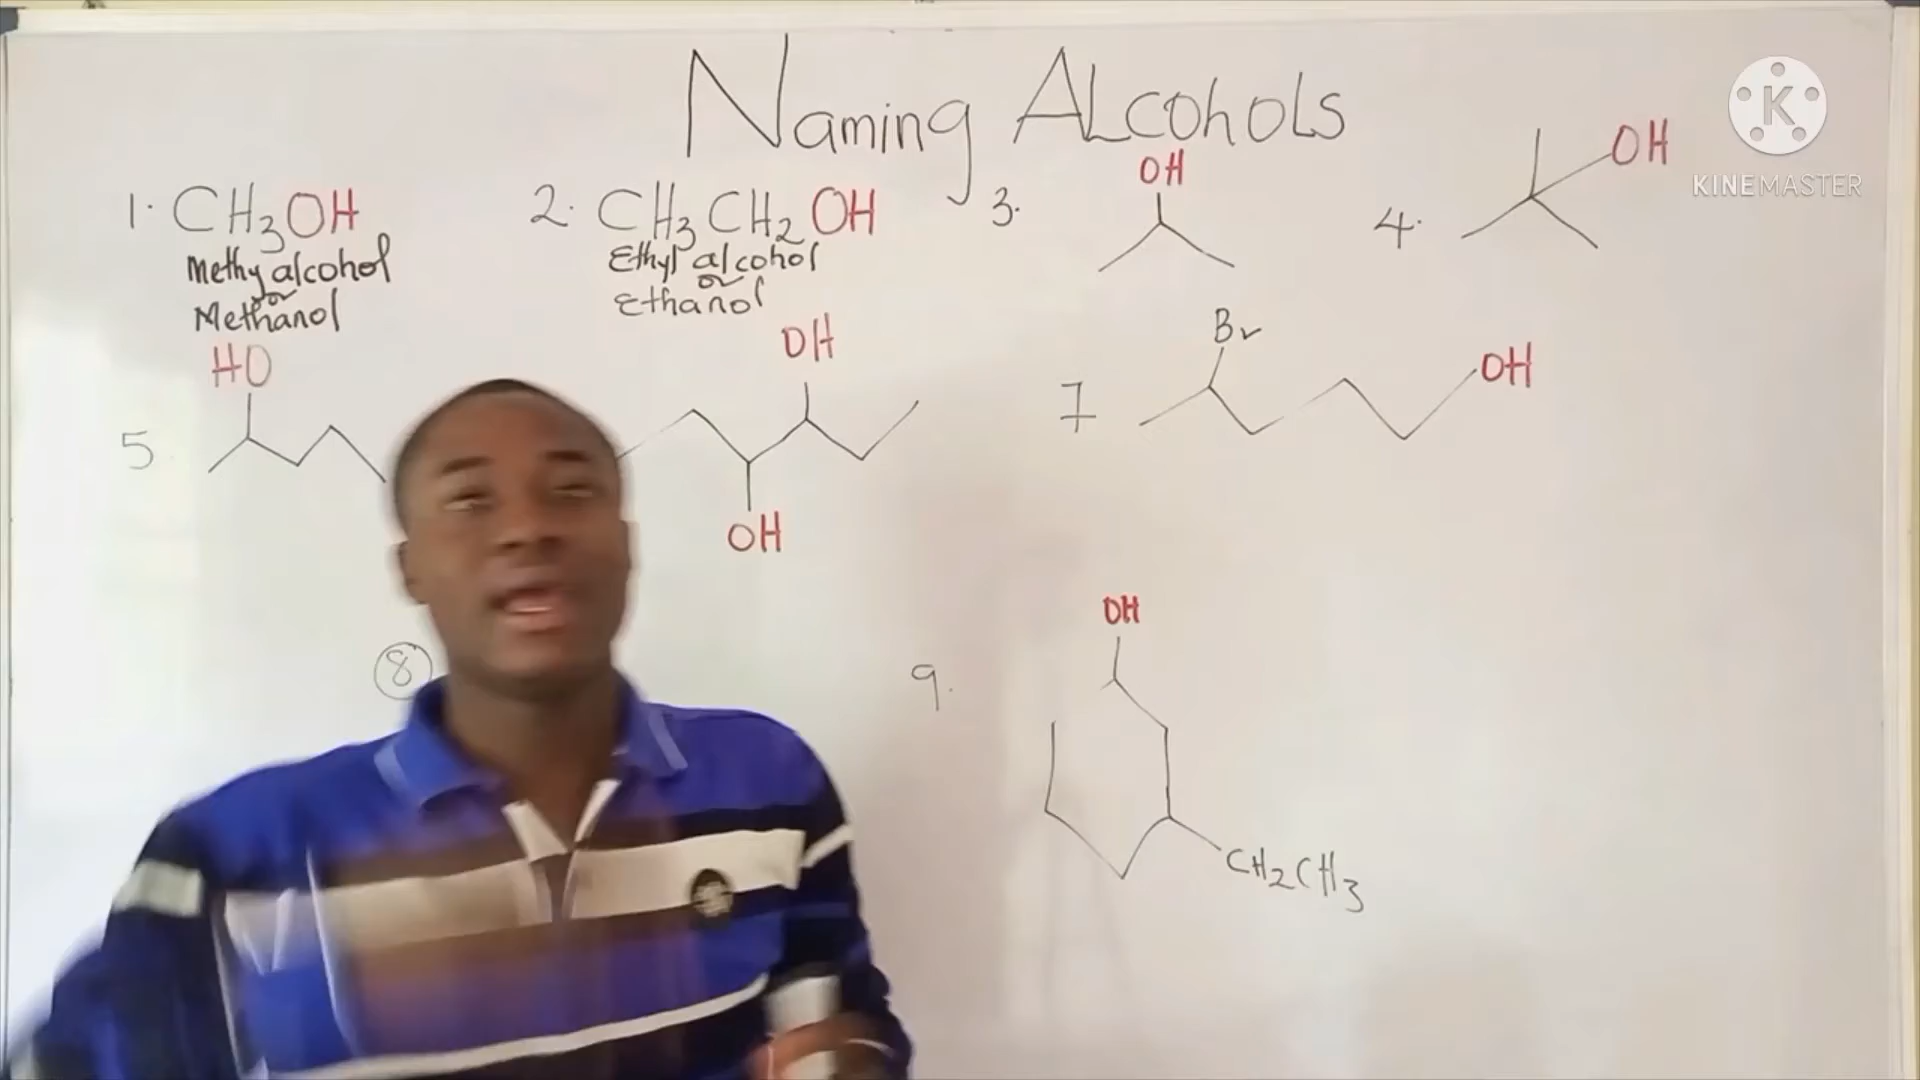 Naming ALcohols
1. CH3OH
Methy alcohol
or
Methanol
2. CH3CH2OH
Ethyl alcohol
or
Ethanol
3.
OH
4.
OH
KINEMASTER
5
HO
OH
OH
7
Br
OH
8
9.
OH
CH2CH3